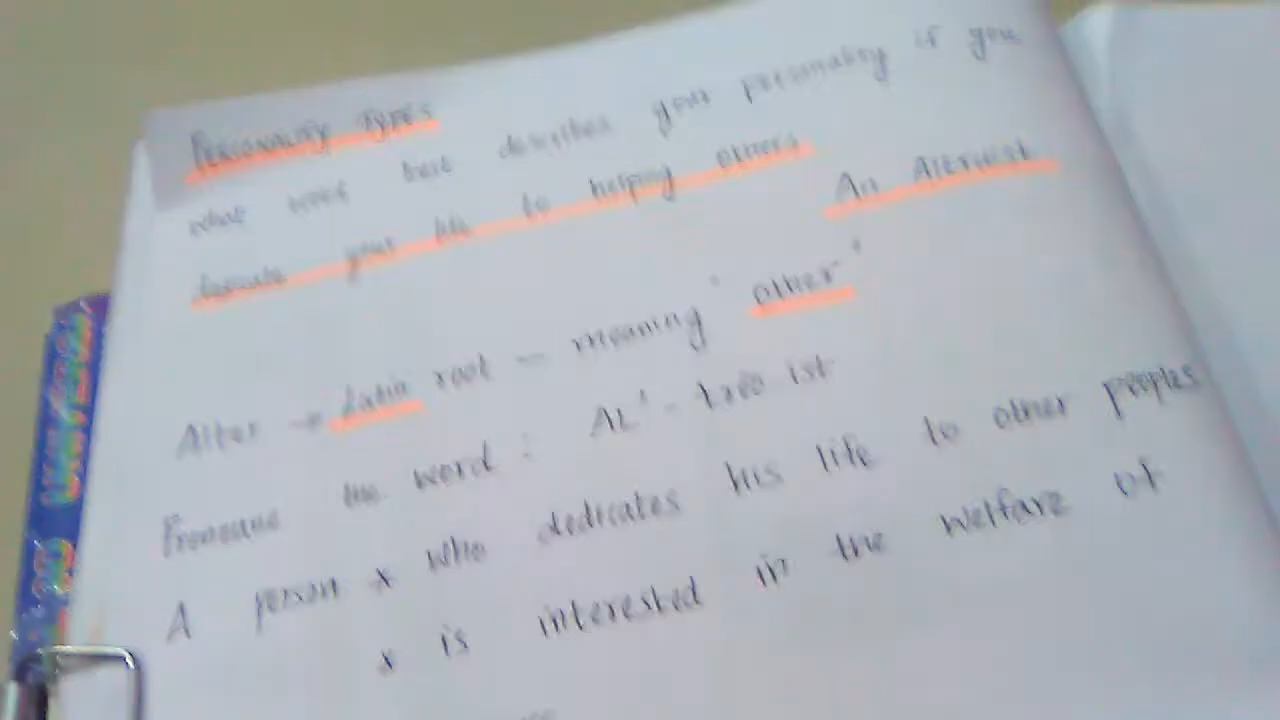 Personality Types
what word best describes your personality if you
dedicate your life to helping others An Altruist
Alter → Latin root - meaning 'other'
Pronounce the word : AL' - troo ist
A person x who dedicates his life to other peoples
x is interested in the welfare of